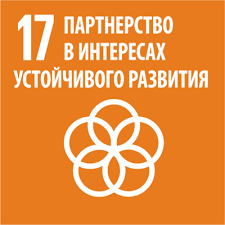 17 ПАРТНЕРСТВО
В ИНТЕРЕСАХ
УСТОЙЧИВОГО РАЗВИТИЯ